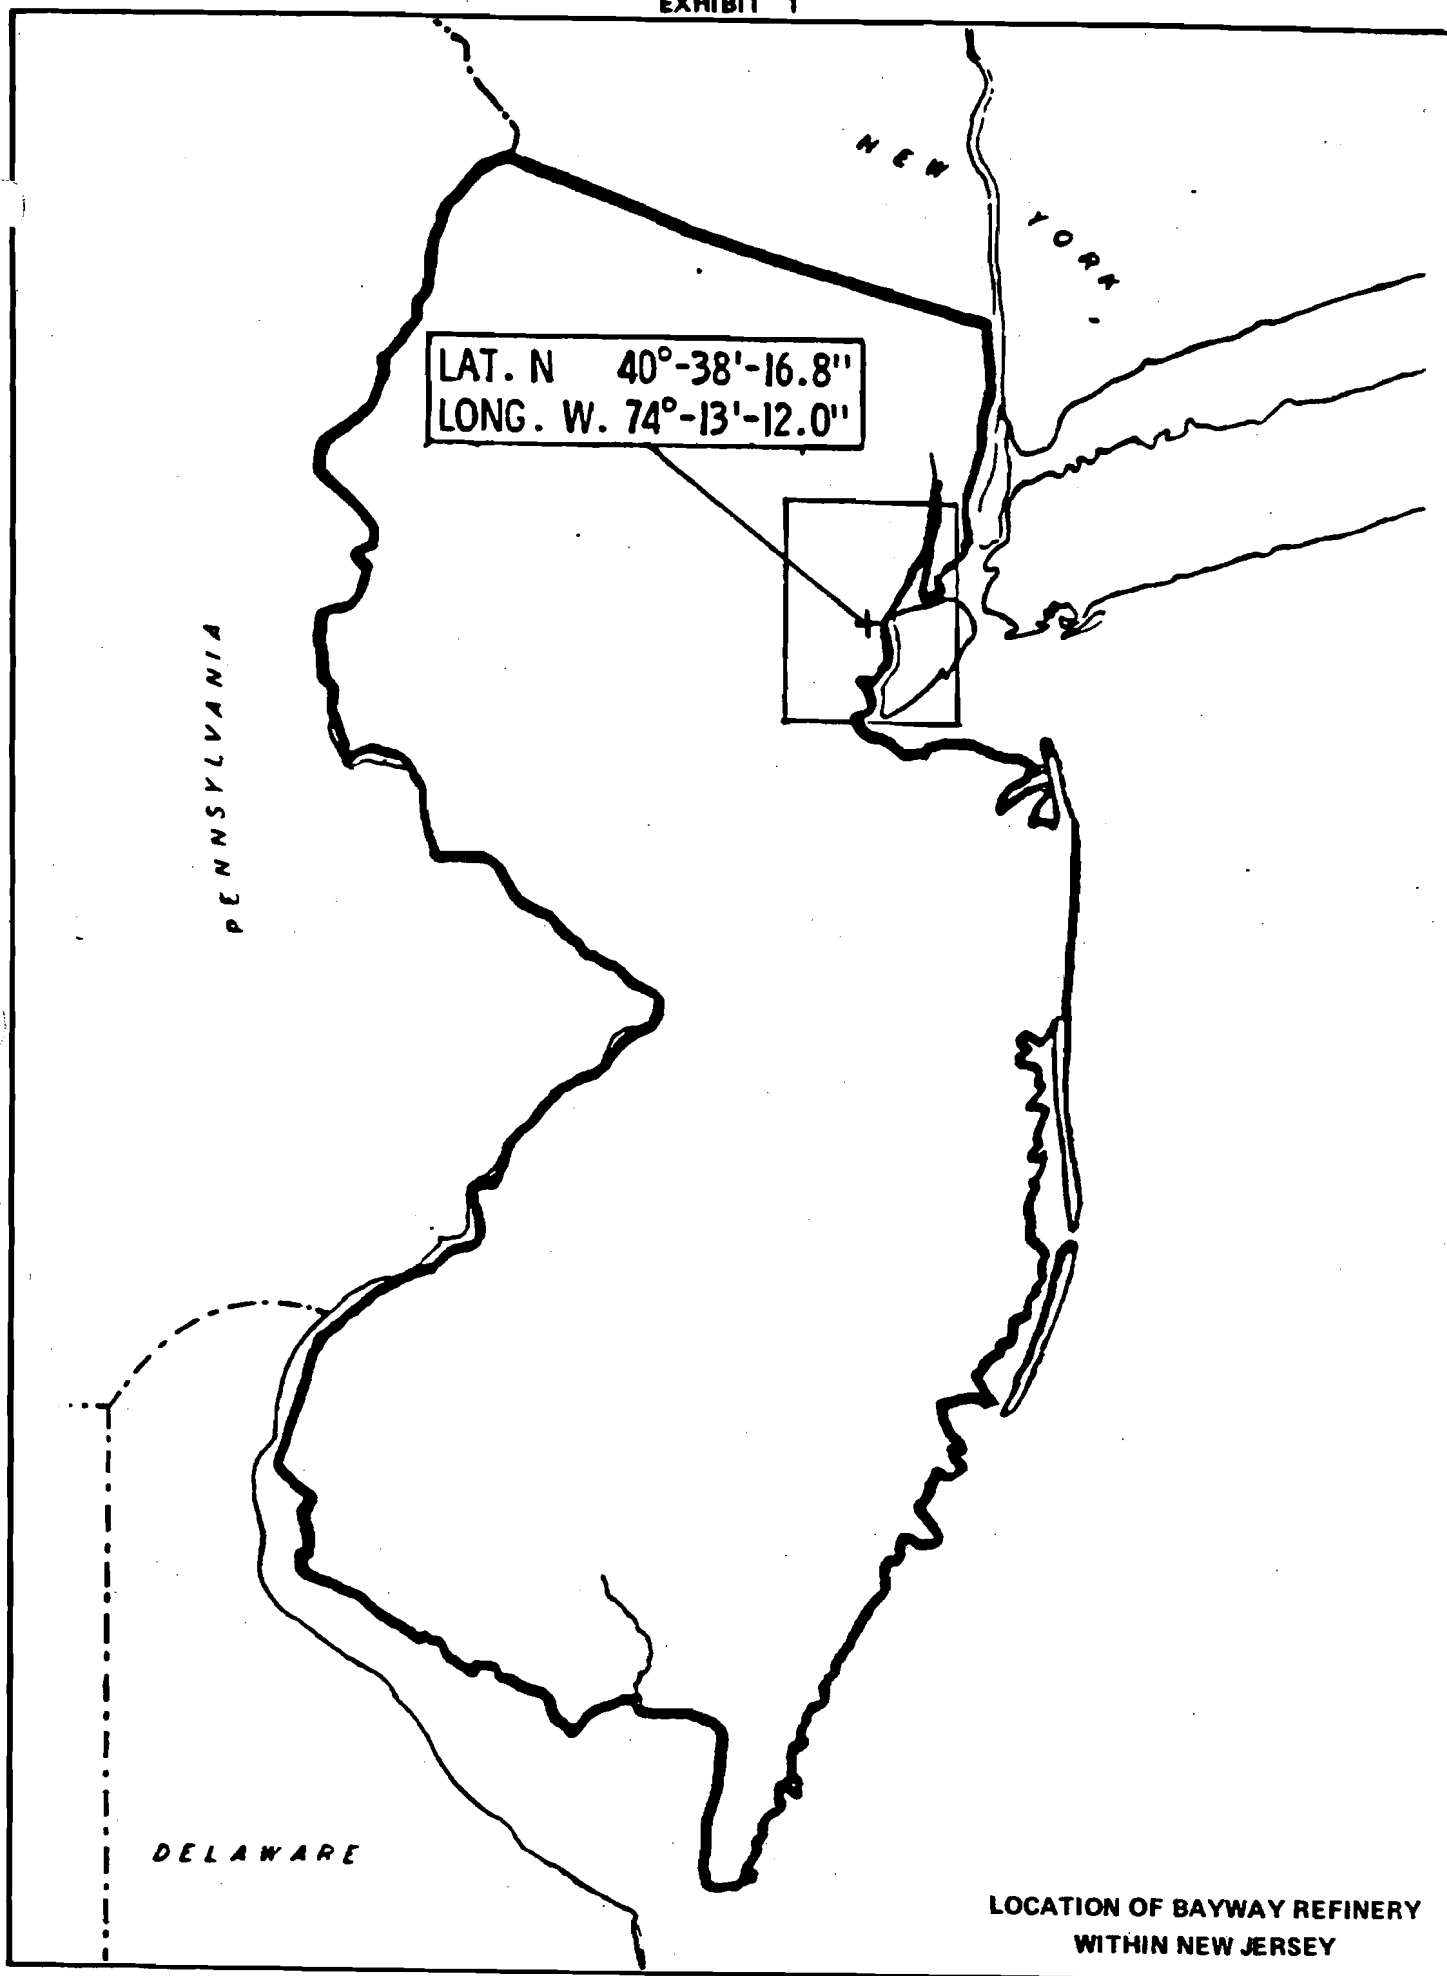 EXHIBIT 1
NEW YORK
LAT. N 40°-38'-16.8"
LONG. W. 74°-13'-12.0"
PENNSYLVANIA
DELAWARE
LOCATION OF BAYWAY REFINERY
WITHIN NEW JERSEY